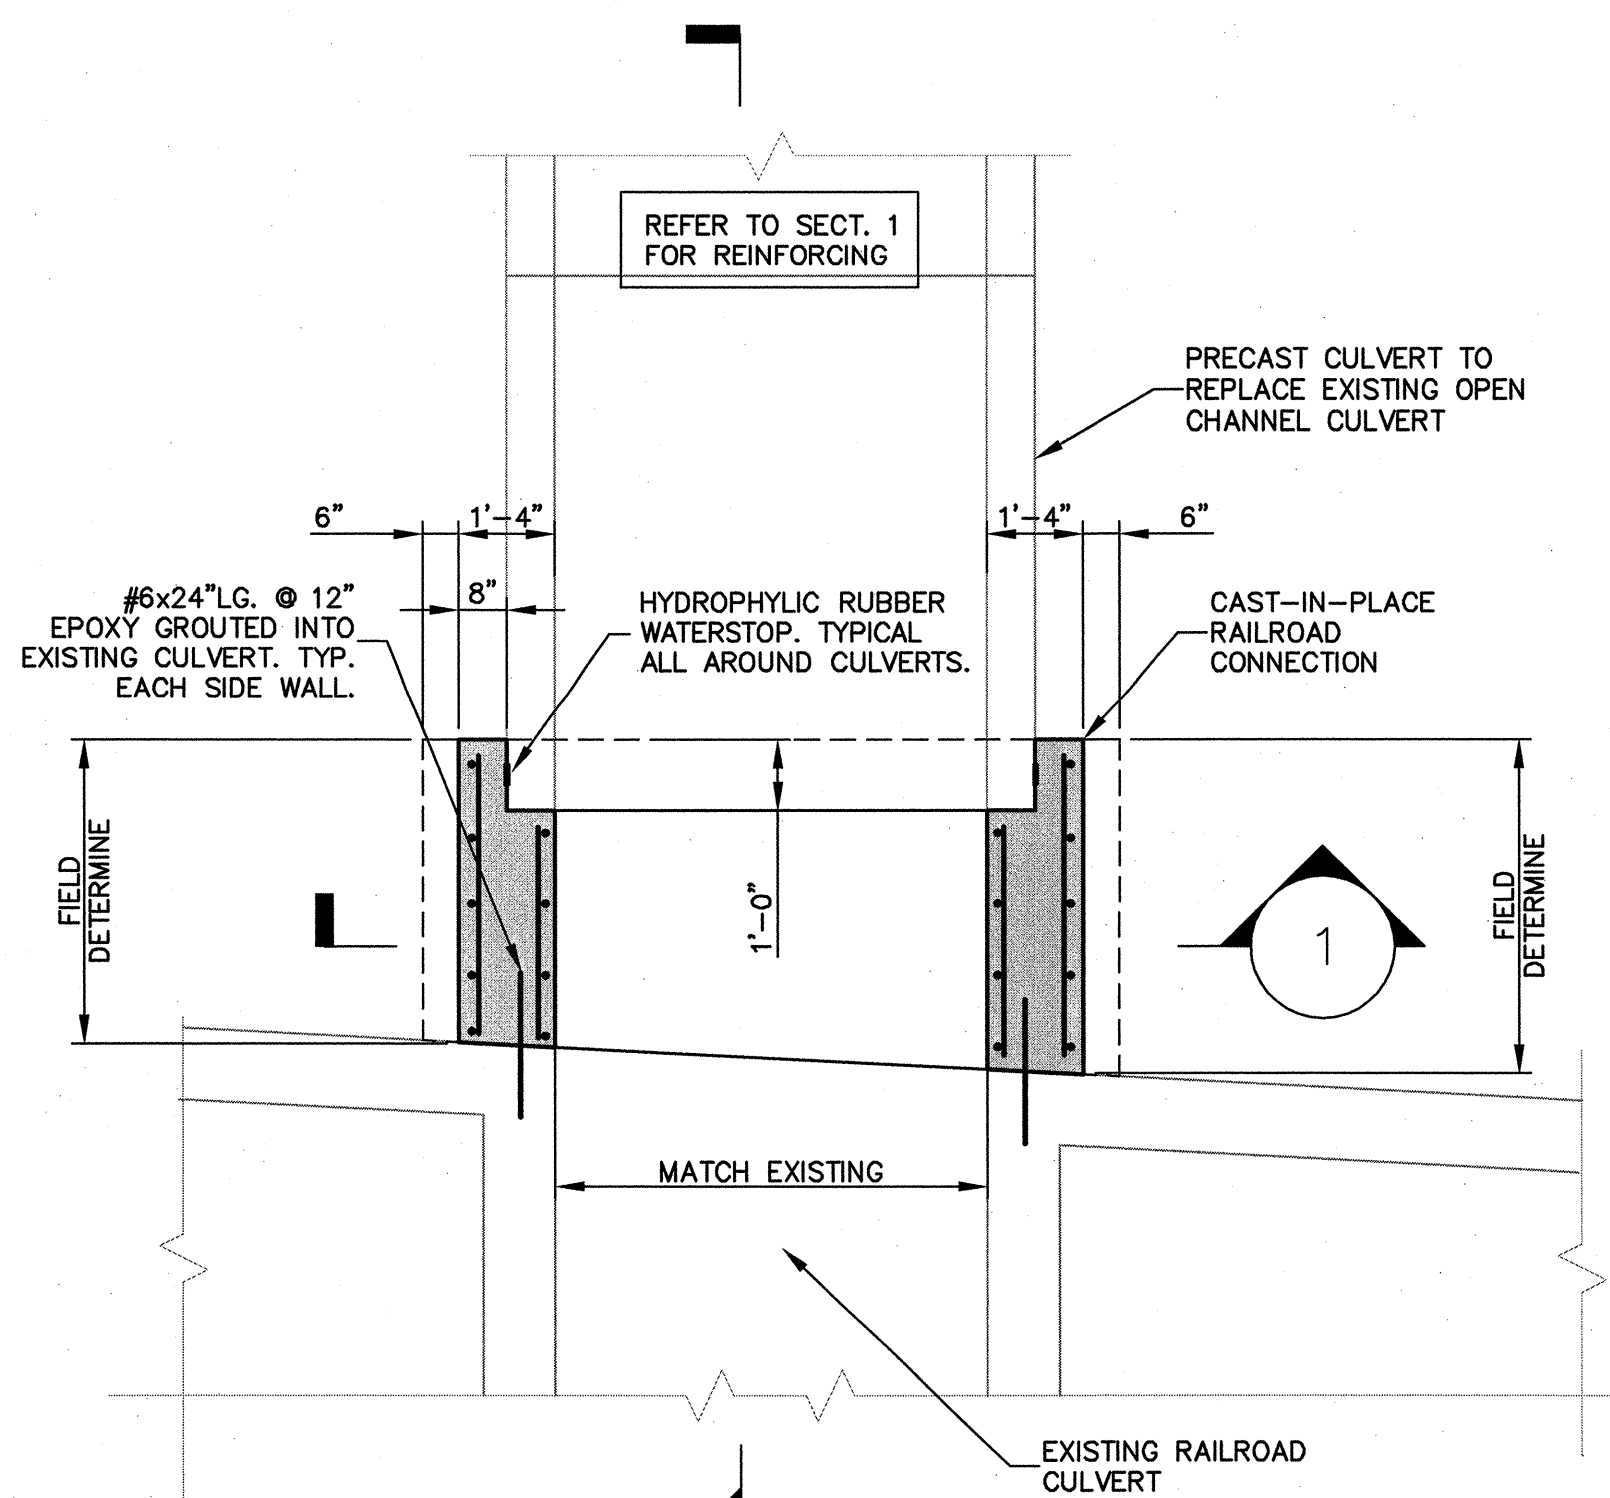 REFER TO SECT. 1
FOR REINFORCING
PRECAST CULVERT TO
REPLACE EXISTING OPEN
CHANNEL CULVERT
6"
1'-4"
1'-4"
6"
8"
#6x24"LG. @ 12"
EPOXY GROUTED INTO
EXISTING CULVERT. TYP.
EACH SIDE WALL.
HYDROPHYLIC RUBBER
WATERSTOP. TYPICAL
ALL AROUND CULVERTS.
CAST-IN-PLACE
RAILROAD
CONNECTION
FIELD
DETERMINE
1'-0"
1
FIELD
DETERMINE
MATCH EXISTING
EXISTING RAILROAD
CULVERT